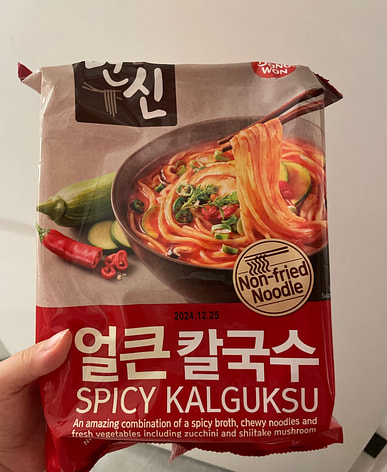 WON
Non-fried
Noodle
2024.12.25
얼큰 칼국수
SPICY KALGUKSU
An amazing combination of a spicy broth, chewy noodles and
fresh vegetables including zucchini and shiitake mushroom